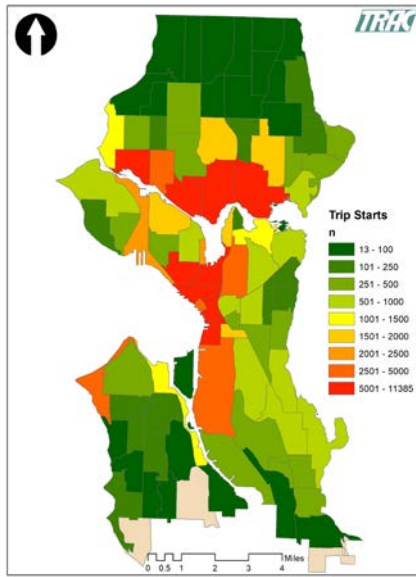 TRAC
Trip Starts
n
13 - 100
101 - 250
251 - 500
501 - 1000
1001 - 1500
1501 - 2000
2001 - 2500
2501 - 5000
5001 - 11385
Miles
0 0.5 1 2 3 4